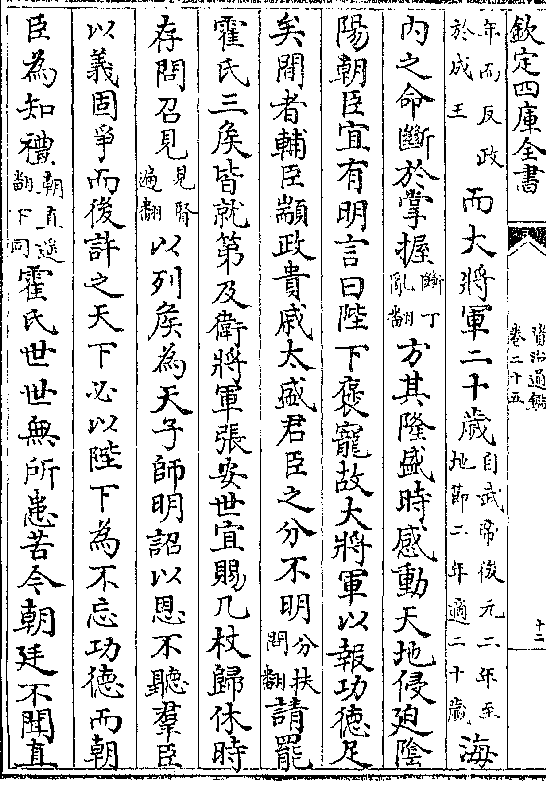 欽定四庫全書
資治通鑑
卷二十五
十二
年而反政
於成王
而大將軍二十歲自武帝後元二年至
地節二年適二十歲
海
內之命斷於掌握斷丁
亂翻
方其隆盛時感動天地侵迫陰
陽朝臣宜有明言曰陛下襃寵故大將軍以報功德足
矣間者輔臣顓政貴戚太盛君臣之分不明分扶
問翻
請罷
霍氏三矦皆就第及衛將軍張安世宜賜几杖歸休時
存問召見見賢
遍翻
以列矦為天子師明詔以恩不聽羣臣
以義固爭而後許之天下必以陛下為不忘功德而朝
臣為知禮朝直遥
翻下同
霍氏世世無所患苦今朝廷不聞直